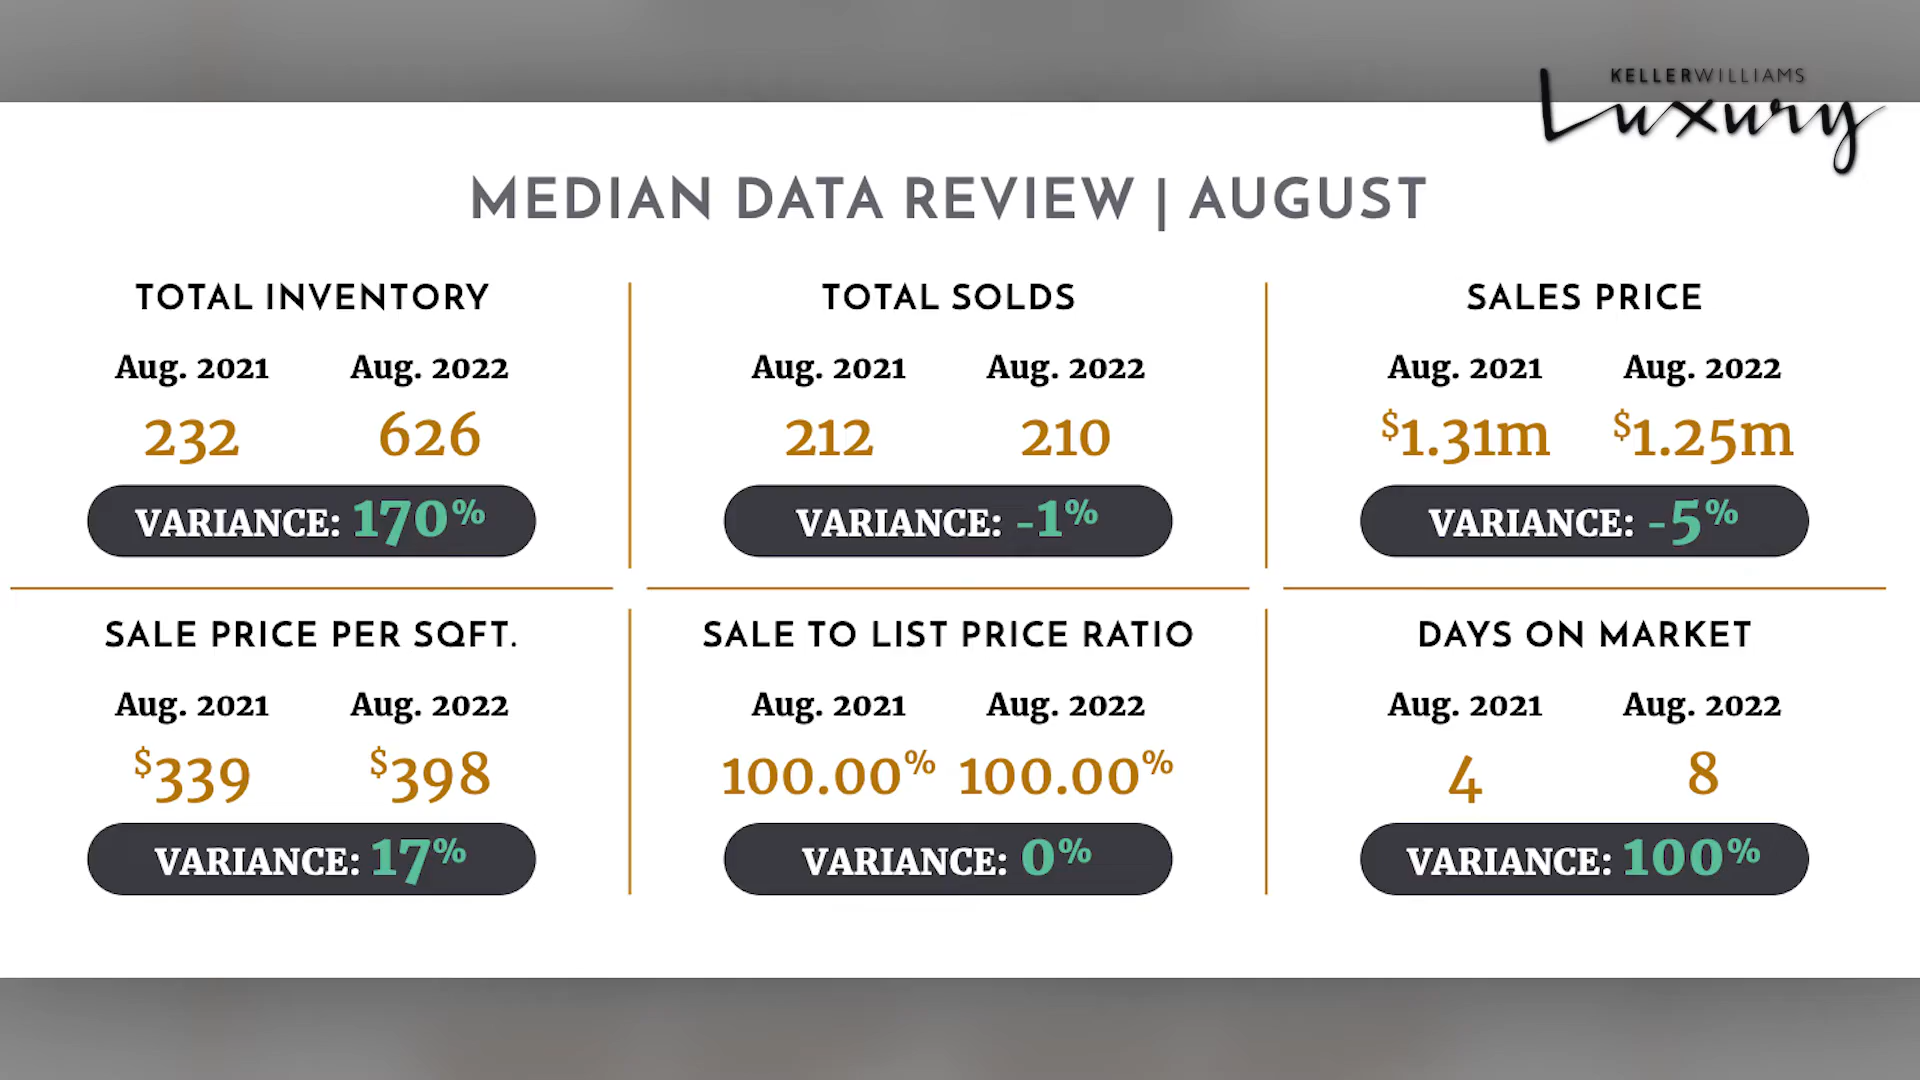 KELLERWILLIAMS
Luxury
MEDIAN DATA REVIEW | AUGUST
TOTAL INVENTORY
Aug. 2021 Aug. 2022
232 626
VARIANCE: 170%
TOTAL SOLDS
Aug. 2021 Aug. 2022
212 210
VARIANCE: -1%
SALES PRICE
Aug. 2021 Aug. 2022
$1.31m $1.25m
VARIANCE: -5%
SALE PRICE PER SQFT.
Aug. 2021 Aug. 2022
$339 $398
VARIANCE: 17%
SALE TO LIST PRICE RATIO
Aug. 2021 Aug. 2022
100.00% 100.00%
VARIANCE: 0%
DAYS ON MARKET
Aug. 2021 Aug. 2022
4 8
VARIANCE: 100%